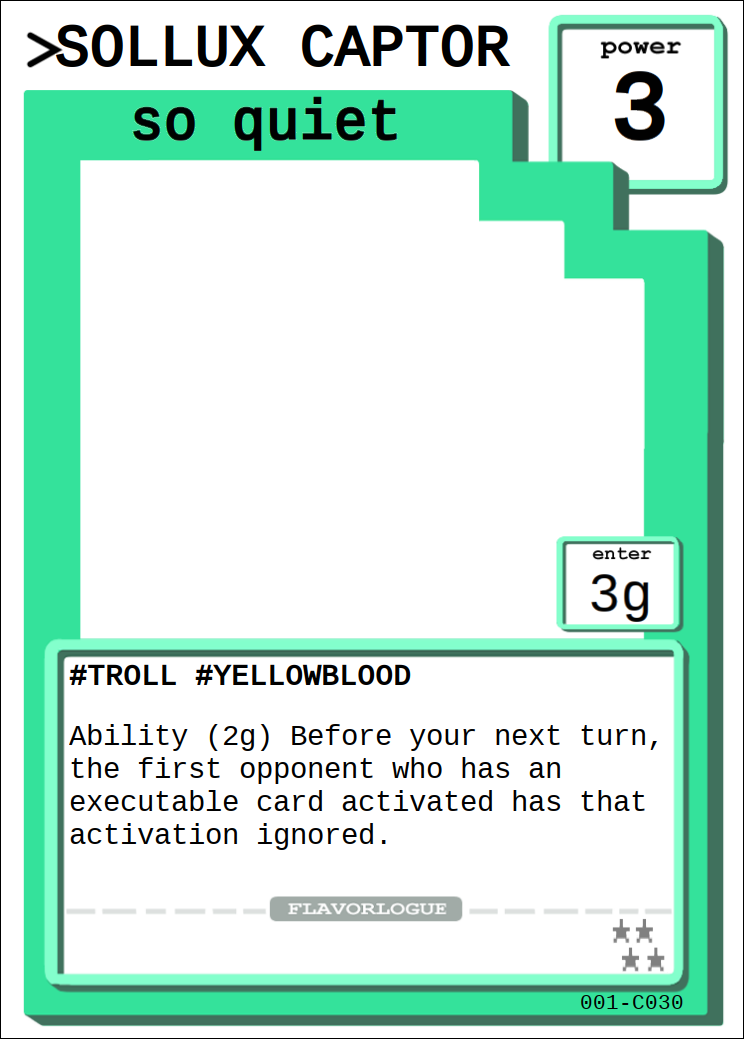 >SOLLUX CAPTOR
power
3
so quiet
enter
3g
#TROLL #YELLOWBLOOD
Ability (2g) Before your next turn,
the first opponent who has an
executable card activated has that
activation ignored.
FLAVORLOGUE
001-C030